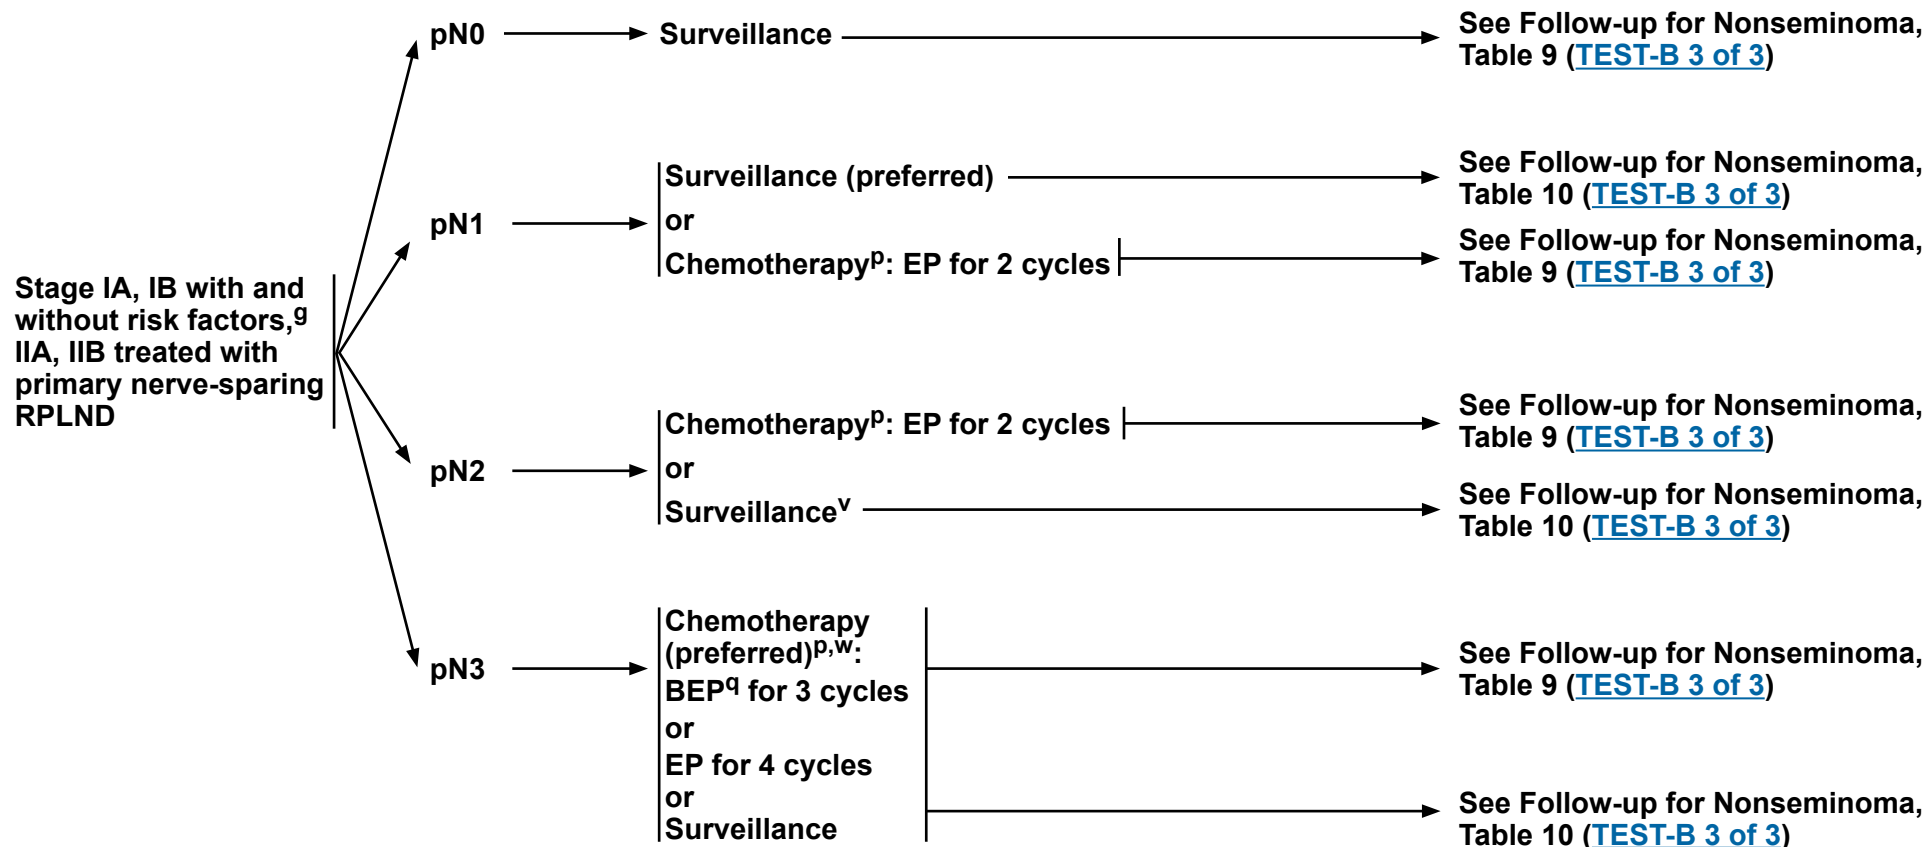 Stage IA, IB with and
without risk factors,g
IIA, IIB treated with
primary nerve-sparing
RPLND
pN0
Surveillance
See Follow-up for Nonseminoma,
Table 9 (TEST-B 3 of 3)
pN1
Surveillance (preferred)
or
Chemotherapyp: EP for 2 cycles
See Follow-up for Nonseminoma,
Table 10 (TEST-B 3 of 3)
See Follow-up for Nonseminoma,
Table 9 (TEST-B 3 of 3)
pN2
Chemotherapyp: EP for 2 cycles
or
Surveillancev
See Follow-up for Nonseminoma,
Table 9 (TEST-B 3 of 3)
See Follow-up for Nonseminoma,
Table 10 (TEST-B 3 of 3)
pN3
Chemotherapy
(preferred)p,w:
BEPq for 3 cycles
or
EP for 4 cycles
or
Surveillance
See Follow-up for Nonseminoma,
Table 9 (TEST-B 3 of 3)
See Follow-up for Nonseminoma,
Table 10 (TEST-B 3 of 3)